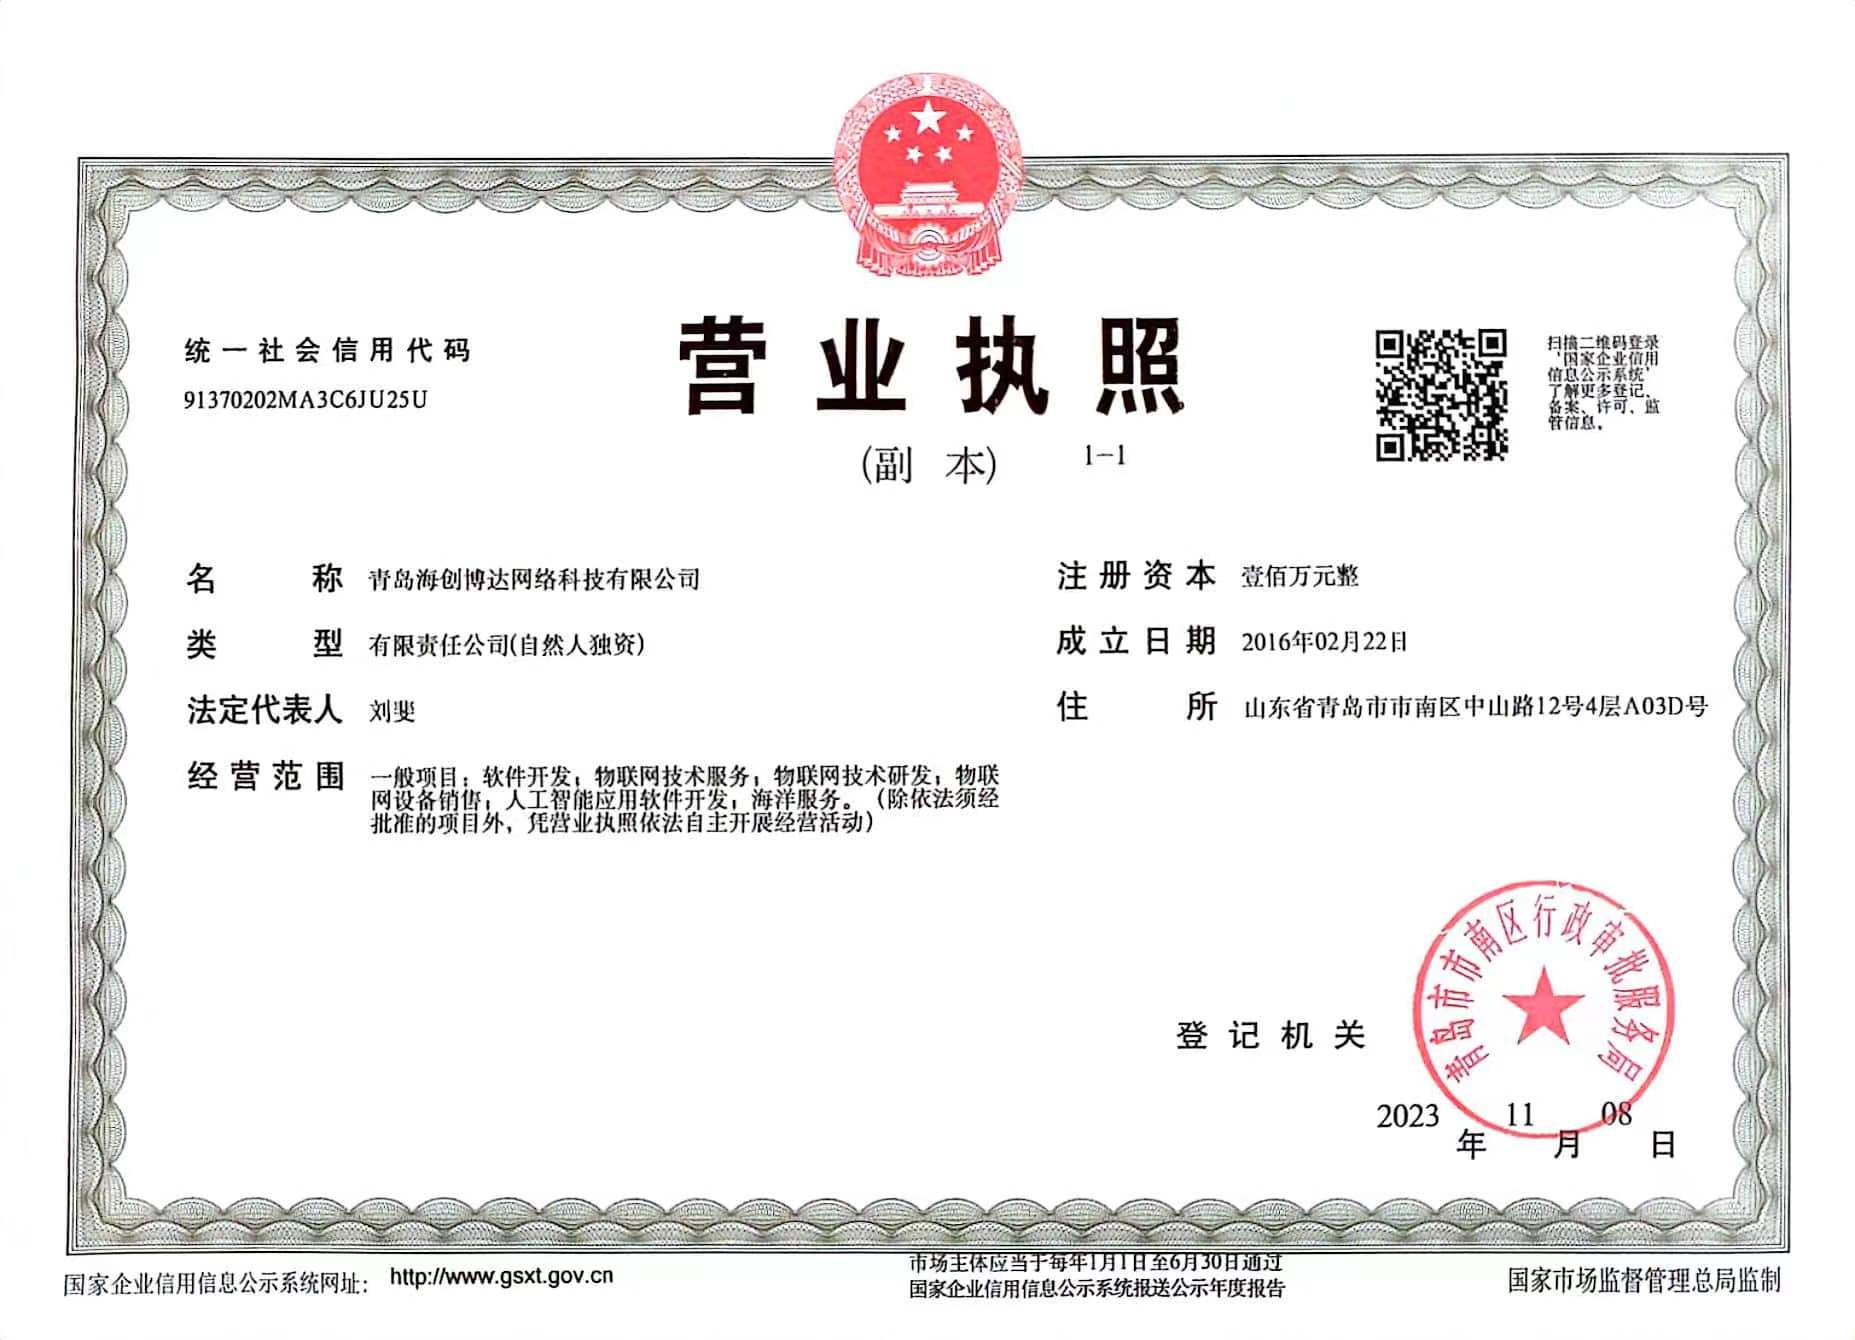 统一社会信用代码
91370202MA3C6JU25U
营业执照
(副 本) 1-1
扫描二维码登录
‘国家企业信用
信息公示系统’
了解更多登记、
备案、许可、监
管信息。
名 称 青岛海创博达网络科技有限公司
类 型 有限责任公司(自然人独资)
法定代表人 刘斐
经营范围 一般项目：软件开发；物联网技术服务；物联网技术研发；物联
网设备销售；人工智能应用软件开发；海洋服务。（除依法须经
批准的项目外，凭营业执照依法自主开展经营活动）
注册资本 壹佰万元整
成立日期 2016年02月22日
住 所 山东省青岛市市南区中山路12号4层A03D号
登记机关
青岛市市南区行政审批服务局
2023 年 11 月 08 日
国家企业信用信息公示系统网址： http://www.gsxt.gov.cn
市场主体应当于每年1月1日至6月30日通过
国家企业信用信息公示系统报送公示年度报告
国家市场监督管理总局监制